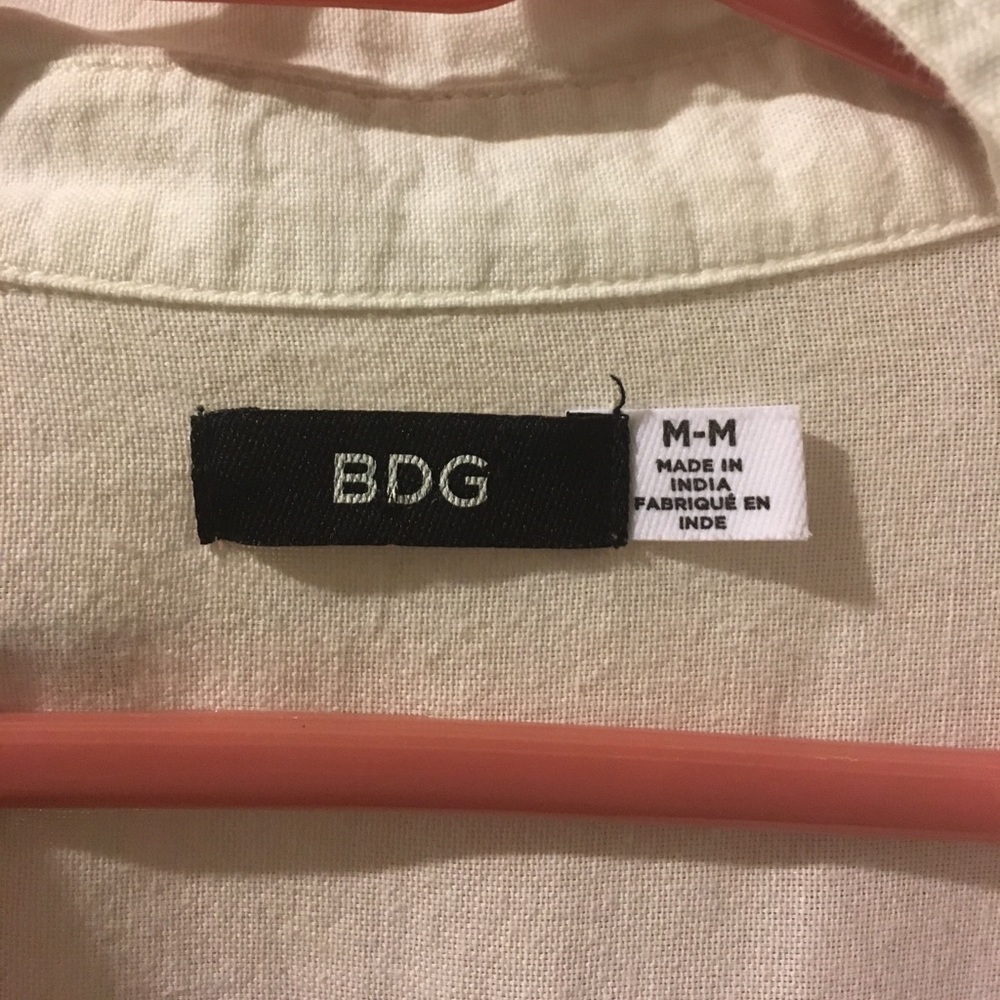 BDG
M-M
MADE IN
INDIA
FABRIQUÉ EN
INDE